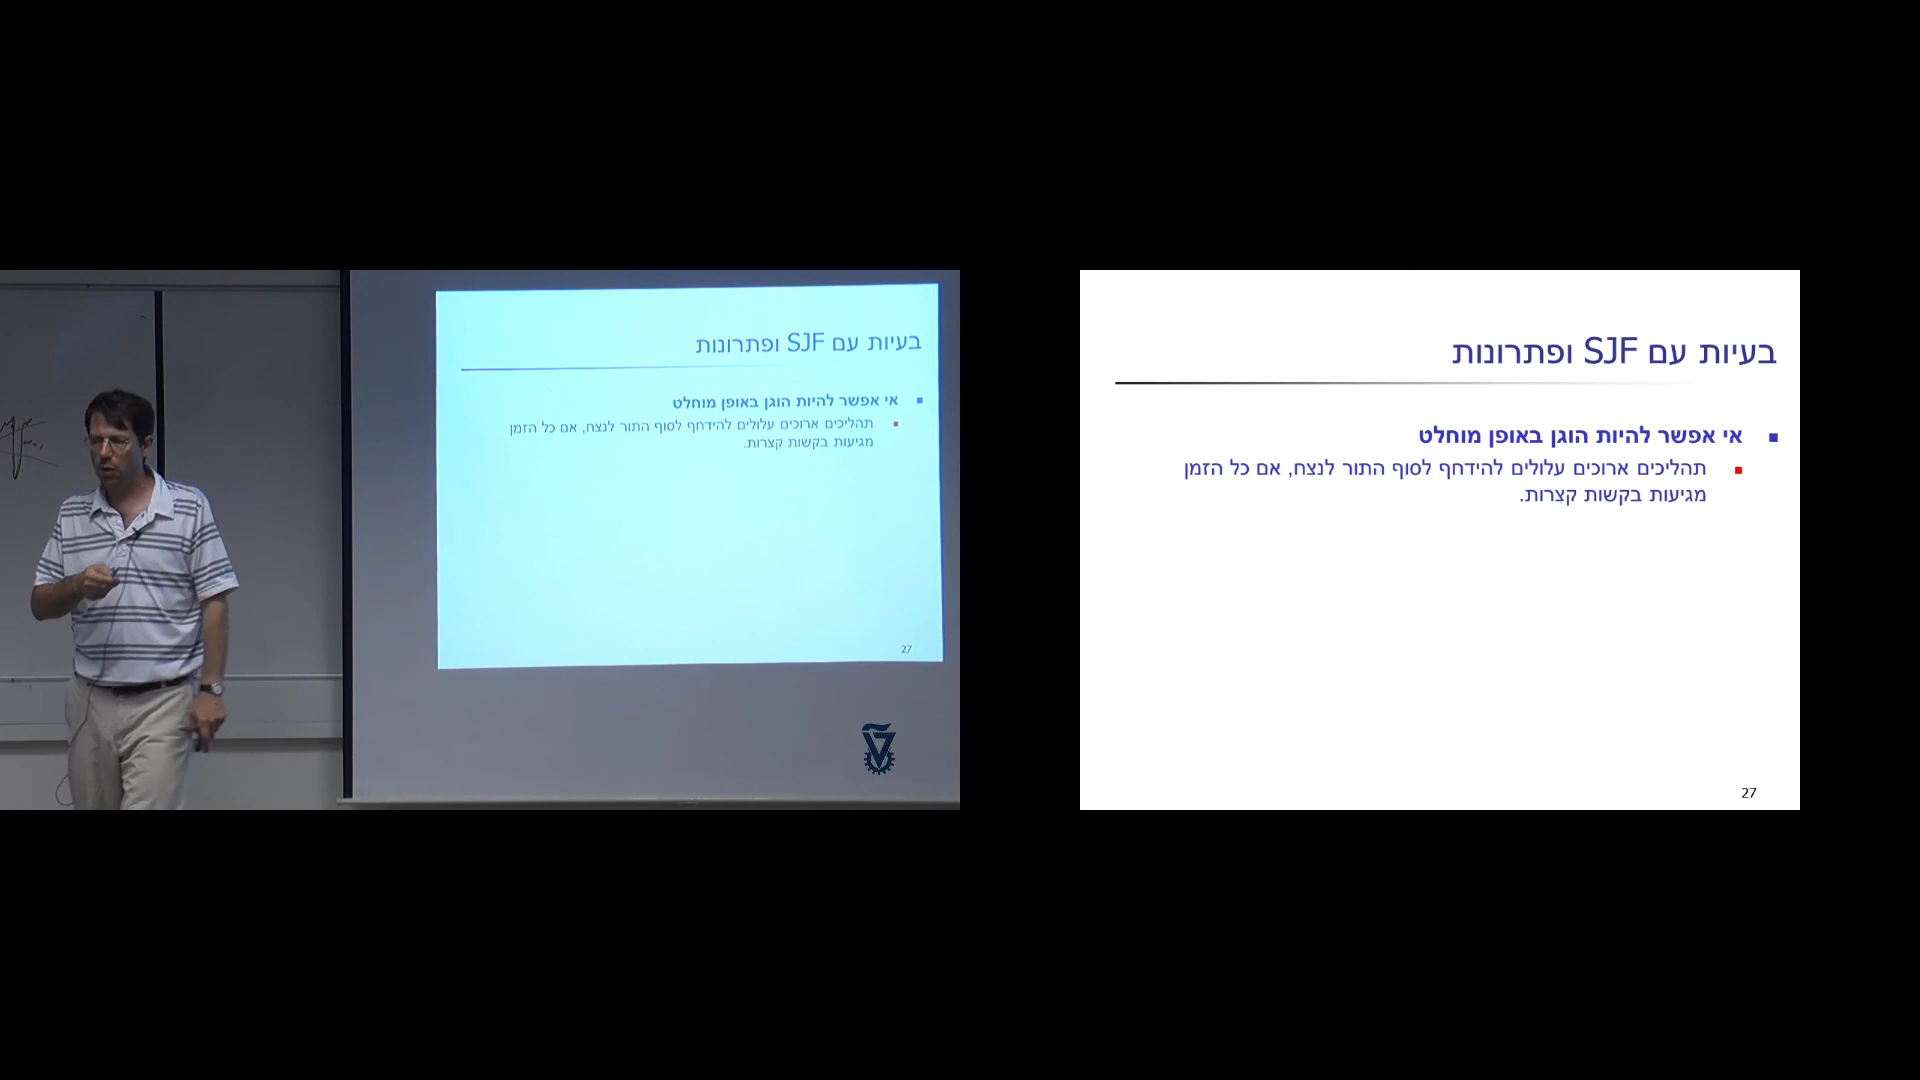 בעיות עם SJF ופתרונות
אי אפשר להיות הוגן באופן מוחלט
תהליכים ארוכים עלולים להידחף לסוף התור לנצח, אם כל הזמן
מגיעות בקשות קצרות.
27
בעיות עם SJF ופתרונות
אי אפשר להיות הוגן באופן מוחלט
תהליכים ארוכים עלולים להידחף לסוף התור לנצח, אם כל הזמן
מגיעות בקשות קצרות.
27